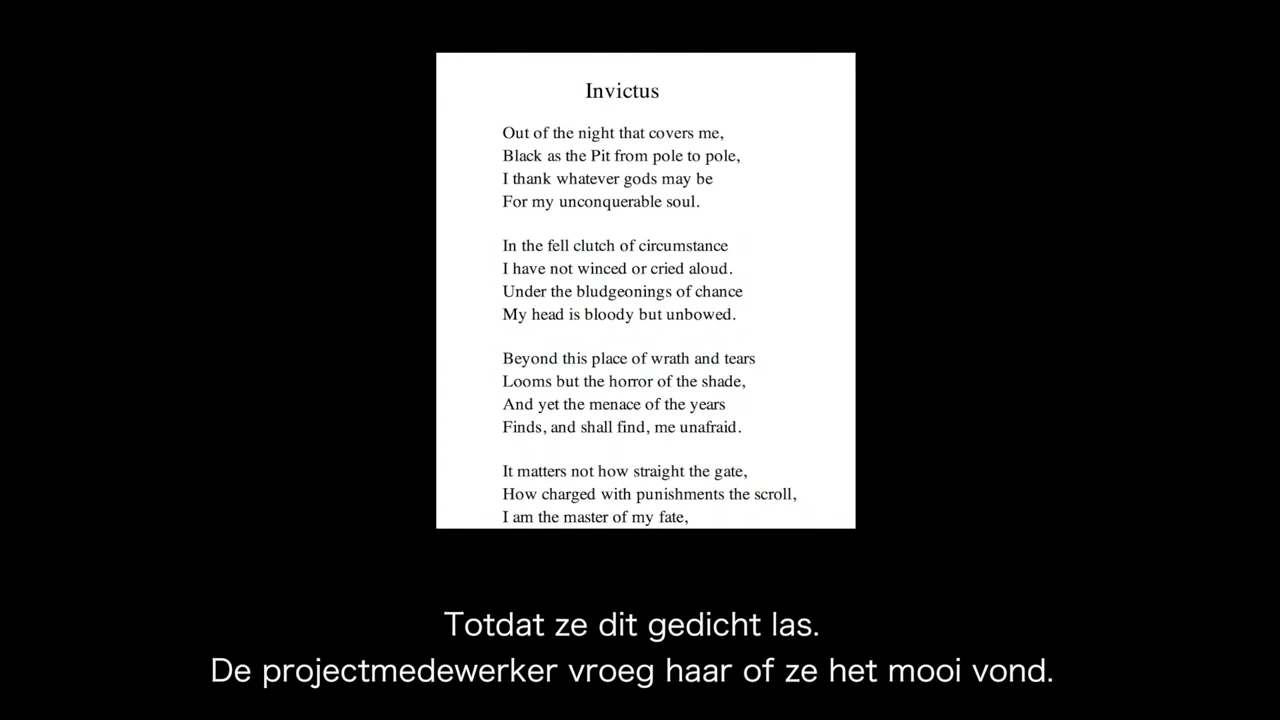 Invictus
Out of the night that covers me,
Black as the Pit from pole to pole,
I thank whatever gods may be
For my unconquerable soul.
In the fell clutch of circumstance
I have not winced or cried aloud.
Under the bludgeonings of chance
My head is bloody but unbowed.
Beyond this place of wrath and tears
Looms but the horror of the shade,
And yet the menace of the years
Finds, and shall find, me unafraid.
It matters not how straight the gate,
How charged with punishments the scroll,
I am the master of my fate,
Totdat ze dit gedicht las.
De projectmedewerker vroeg haar of ze het mooi vond.